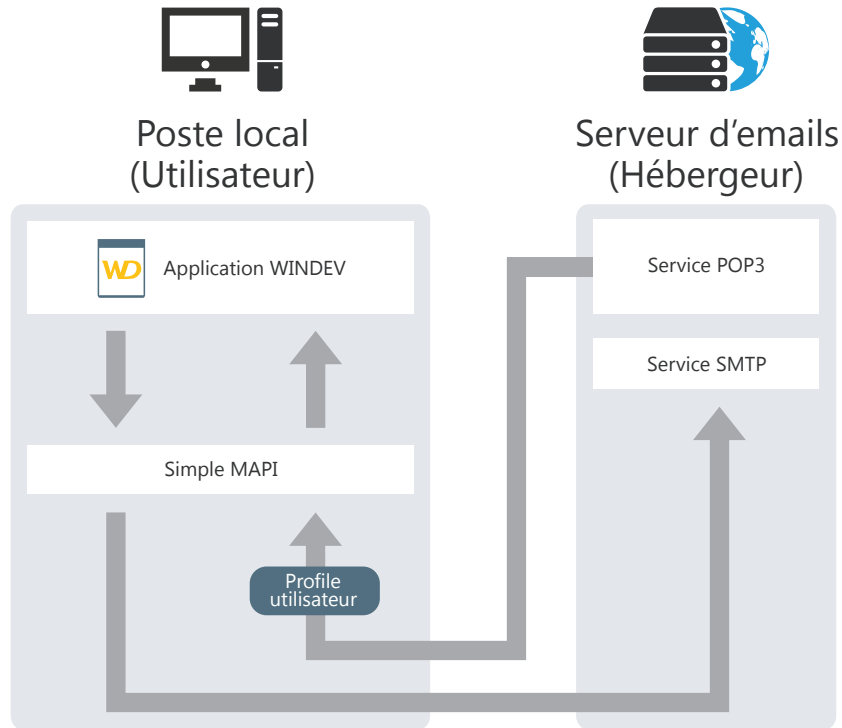 Poste local
(Utilisateur)
Serveur d'emails
(Hébergeur)
WD
Application WINDEV
Simple MAPI
Profile
utilisateur
Service POP3
Service SMTP